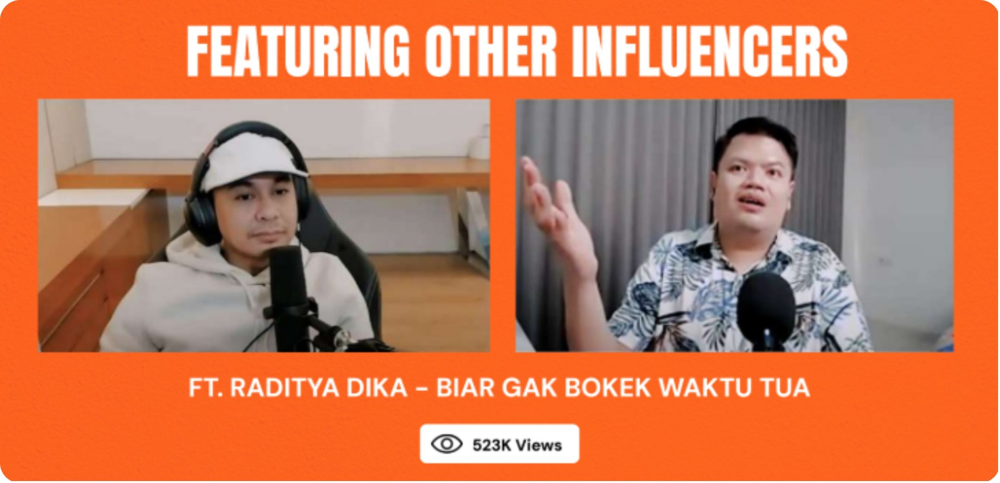 FEATURING OTHER INFLUENCERS
FT. RADITYA DIKA – BIAR GAK BOKEK WAKTU TUA
523K Views